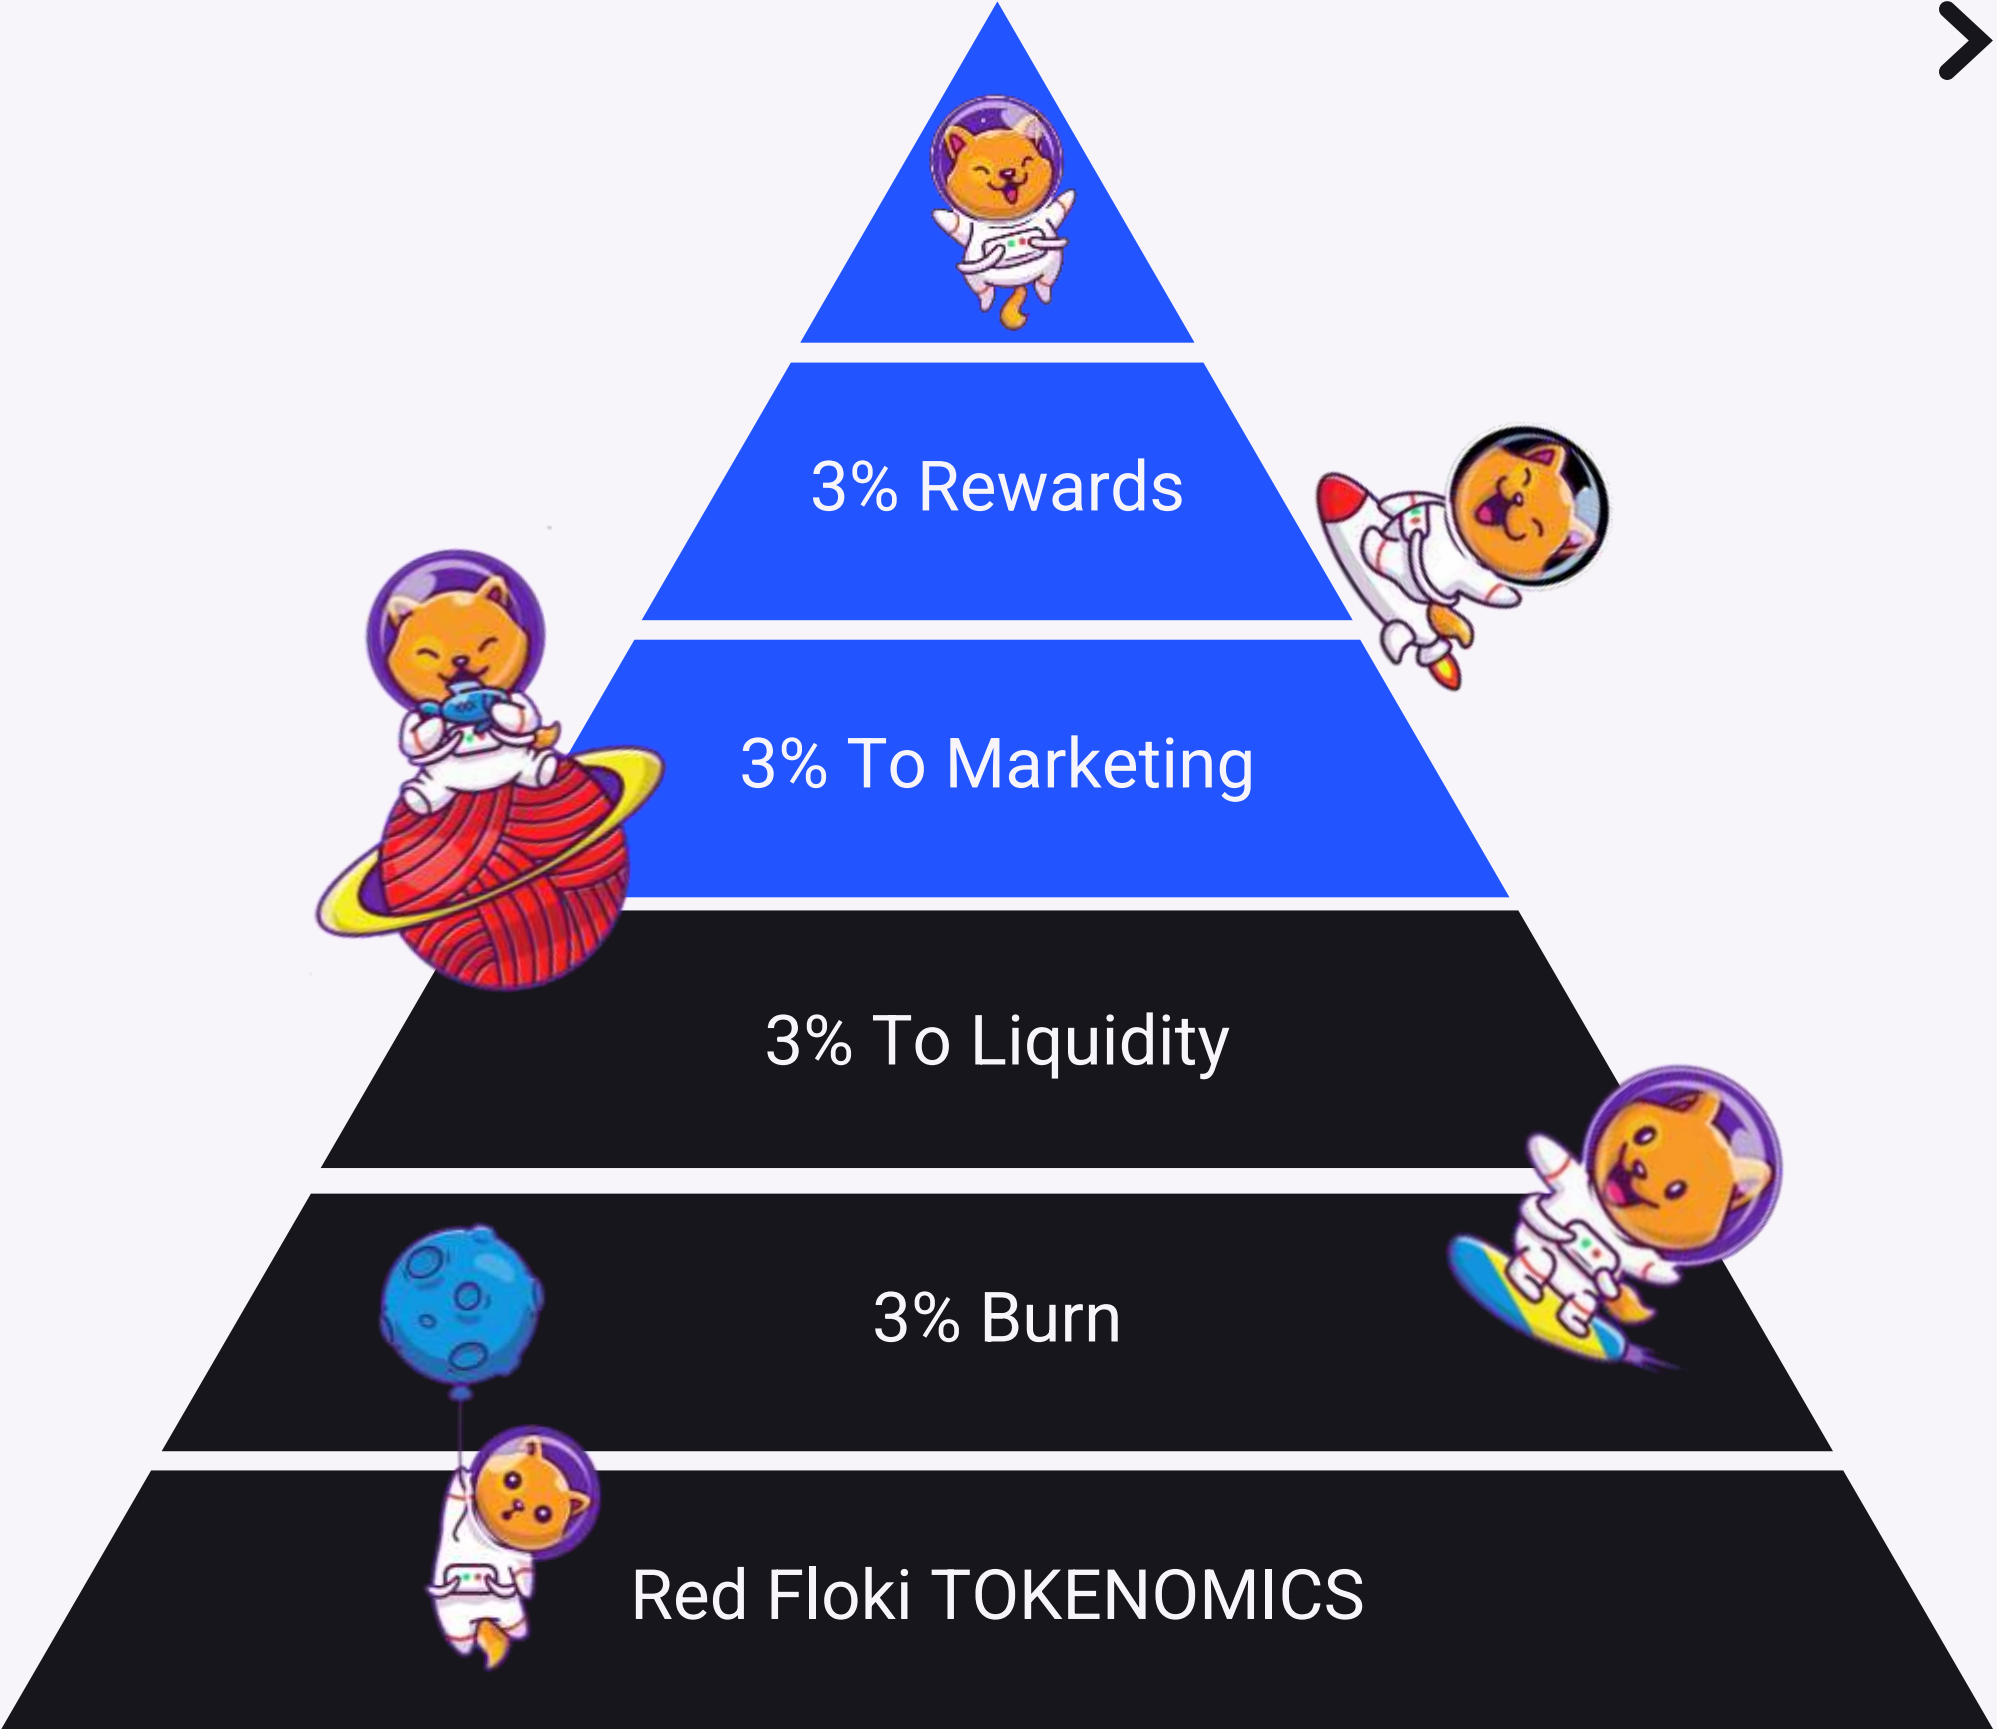 3% Rewards
3% To Marketing
3% To Liquidity
3% Burn
Red Floki TOKENOMICS